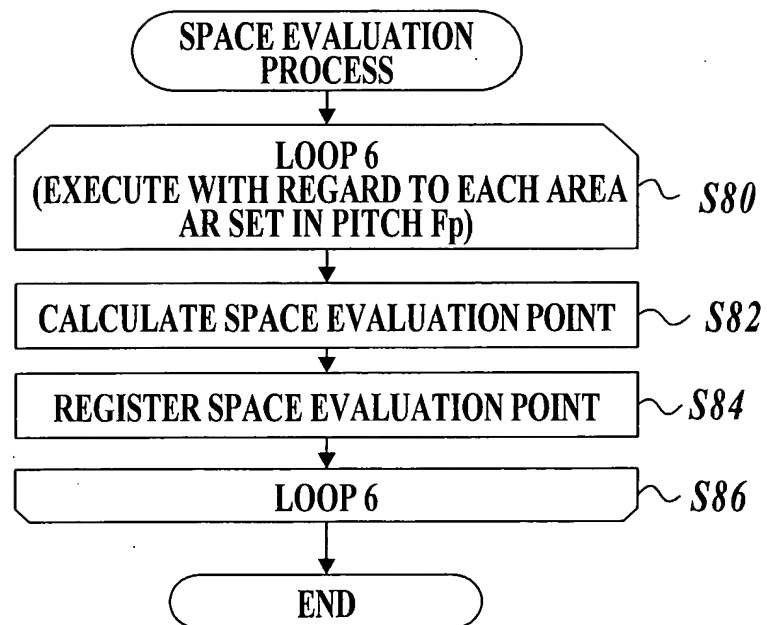 SPACE EVALUATION
PROCESS
LOOP 6
(EXECUTE WITH REGARD TO EACH AREA
AR SET IN PITCH Fp)
S80
CALCULATE SPACE EVALUATION POINT
S82
REGISTER SPACE EVALUATION POINT
S84
LOOP 6
S86
END